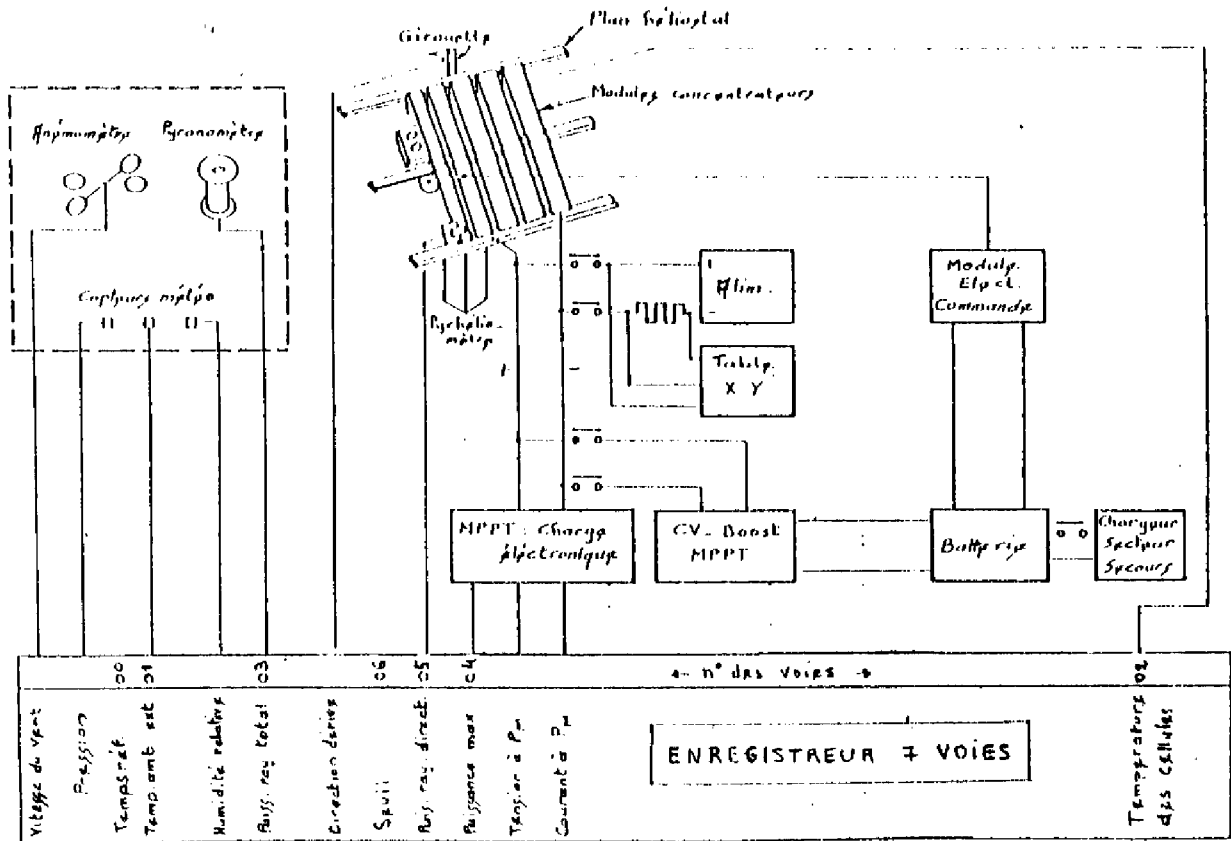 Girouette
Plan héliostat
Modules concentrateurs
Anémomètre
Pyranomètre
Capteurs météo
Pyrhélio-
mètre
+
-
+
-
Alim.
Table
X Y
Module
Elect.
Commande
MPPT : Charge
électronique
CV- Boost
MPPT
Batterie
Chargeur
Secteur
Secours
00
01
03
06
05
04
← n° des voies →
02
Vitesse du vent
Pression
Temp. réf.
Temp. amb ext
Humidité relative
Puiss. ray. total
Direction
Seuil
Puis. ray. direct
Puissance max
Tension à Pm
Courant à Pm
ENREGISTREUR 7 VOIES
Température
des cellules